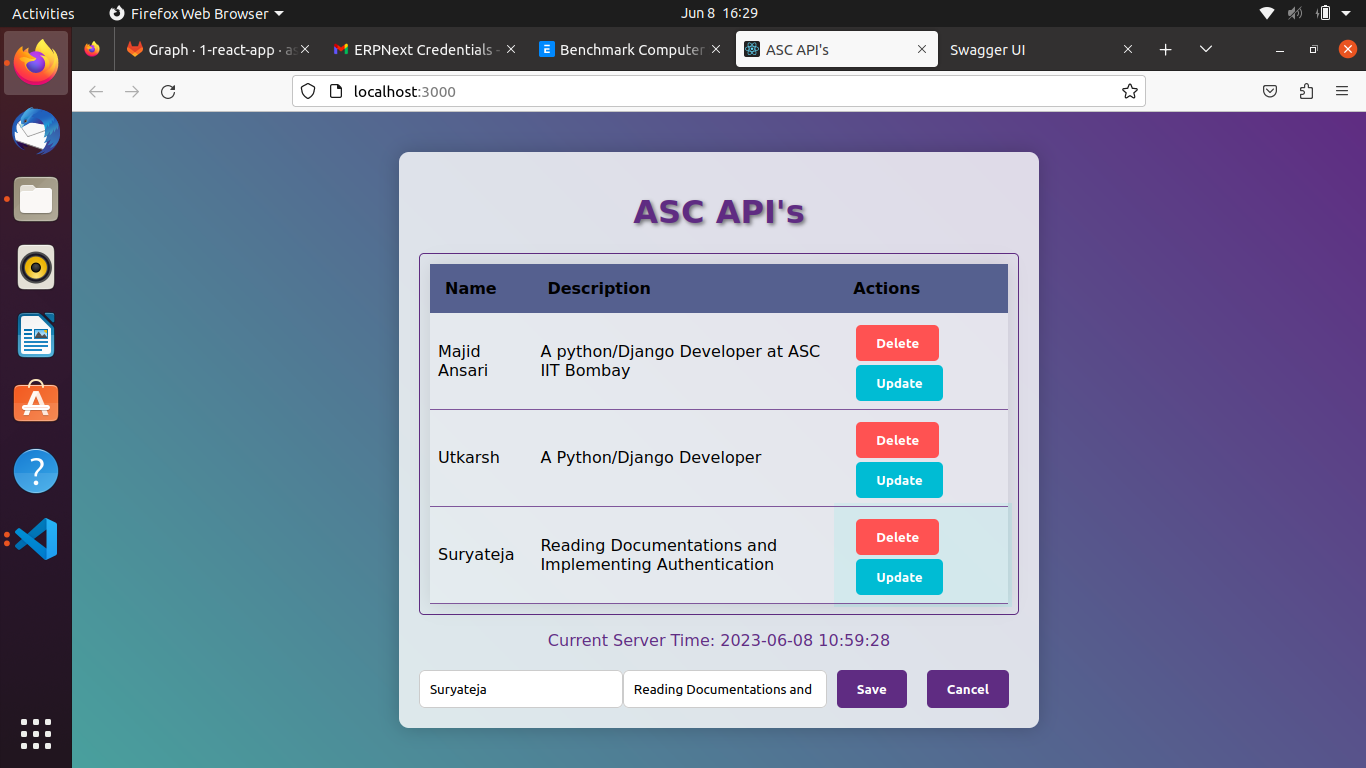 Activities
Firefox Web Browser
Jun 8 16:29
Graph · 1-react-app · as
ERPNext Credentials -
E
Benchmark Computer
ASC API's
Swagger UI
localhost:3000
ASC API's
Name Description Actions
Majid
Ansari
A python/Django Developer at ASC
IIT Bombay
Delete
Update
Utkarsh
A Python/Django Developer
Delete
Update
Suryateja
Reading Documentations and
Implementing Authentication
Delete
Update
Current Server Time: 2023-06-08 10:59:28
Suryateja
Reading Documentations and
Save
Cancel